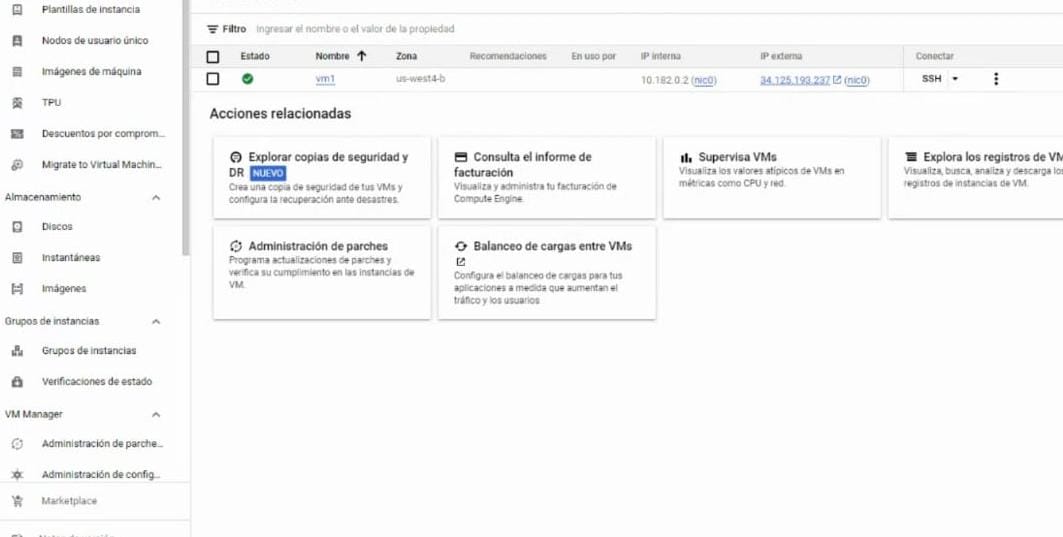 Plantillas de instancia
Nodos de usuario único
Imágenes de máquina
TPU
Descuentos por comprom...
Migrate to Virtual Machin...
Almacenamiento
Discos
Instantáneas
Imágenes
Grupos de instancias
Grupos de instancias
Verificaciones de estado
VM Manager
Administración de parche...
Administración de config...
Marketplace
Filtro Ingresar el nombre o el valor de la propiedad
Estado Nombre Zona Recomendaciones En uso por IP interna IP externa Conectar
vm1 us-west4-b 10.182.0.2 (nic0) 34.125.193.237 (nic0) SSH
Acciones relacionadas
Explorar copias de seguridad y
DR NUEVO
Crea una copia de seguridad de tus VMs y
configura la recuperación ante desastres.
Consulta el informe de
facturación
Visualiza y administra tu facturación de
Compute Engine.
Supervisa VMs
Visualiza los valores atípicos de VMs en
métricas como CPU y red.
Explora los registros de VM
Visualiza, busca, analiza y descarga los
registros de instancias de VM.
Administración de parches
Programa actualizaciones de parches y
verifica su cumplimiento en las instancias de
VM.
Balanceo de cargas entre VMs
Configura el balanceo de cargas para tus
aplicaciones a medida que aumentan el
tráfico y los usuarios